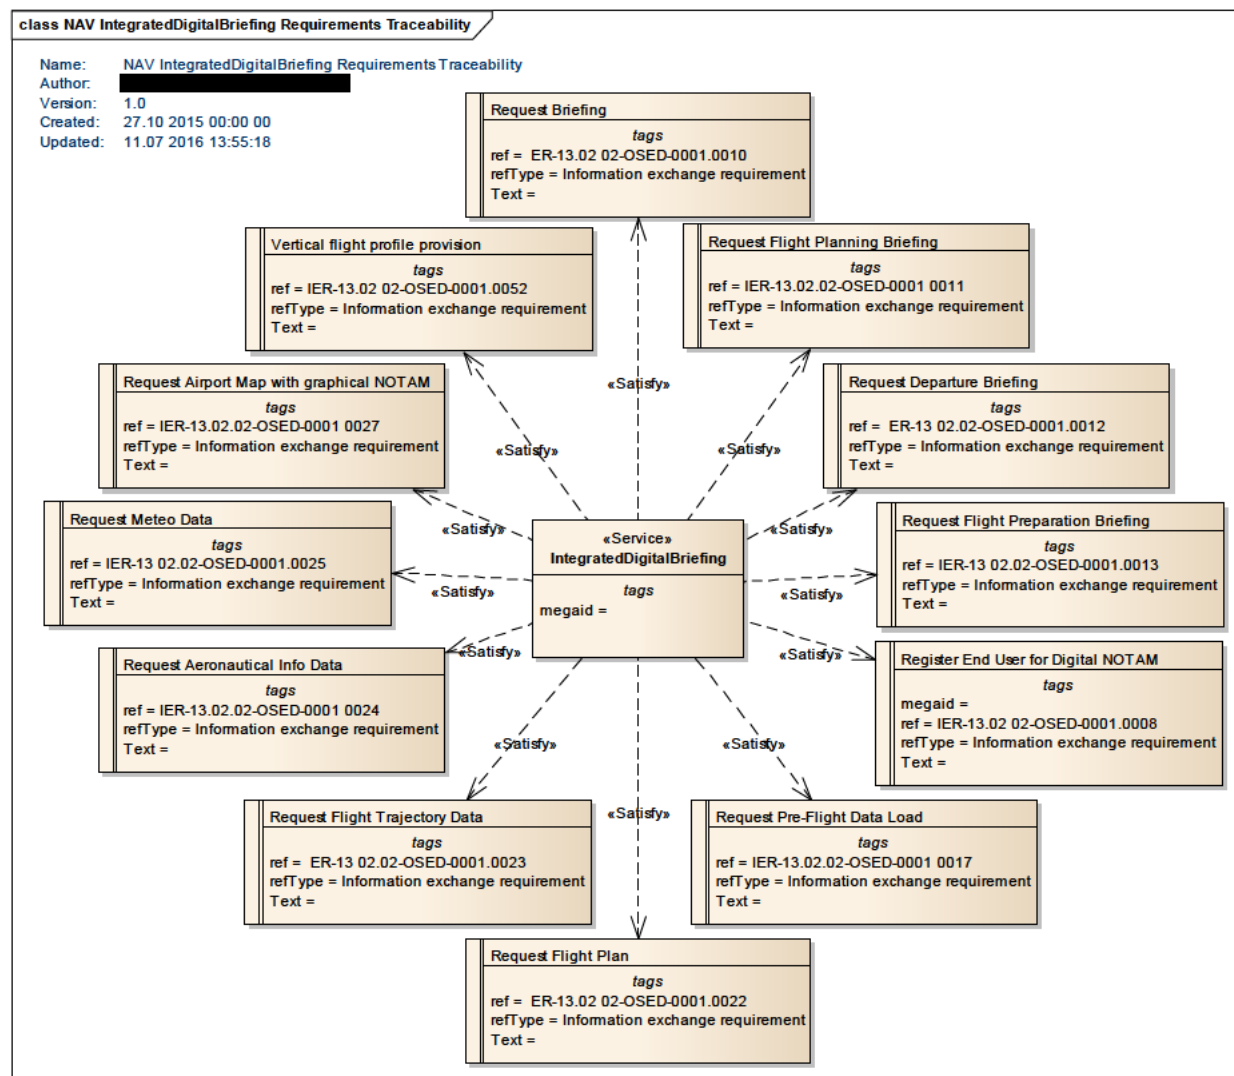 class NAV IntegratedDigitalBriefing Requirements Traceability
Name: NAV IntegratedDigitalBriefing Requirements Traceability
Author:
Version: 1.0
Created: 27.10 2015 00:00 00
Updated: 11.07 2016 13:55:18
Request Briefing
tags
ref = ER-13.02 02-OSED-0001.0010
refType = Information exchange requirement
Text =
Vertical flight profile provision
tags
ref = IER-13.02 02-OSED-0001.0052
refType = Information exchange requirement
Text =
Request Flight Planning Briefing
tags
ref = IER-13.02.02-OSED-0001 0011
refType = Information exchange requirement
Text =
Request Airport Map with graphical NOTAM
tags
ref = IER-13.02.02-OSED-0001 0027
refType = Information exchange requirement
Text =
Request Departure Briefing
tags
ref = ER-13 02.02-OSED-0001.0012
refType = Information exchange requirement
Text =
«Satisfy»
«Satisfy»
«Satisfy»
«Satisfy»
«Satisfy»
Request Meteo Data
tags
ref = IER-13 02.02-OSED-0001.0025
refType = Information exchange requirement
Text =
«Service»
IntegratedDigitalBriefing
tags
megaid =
Request Flight Preparation Briefing
tags
ref = IER-13 02.02-OSED-0001.0013
refType = Information exchange requirement
Text =
«Satisfy»
«Satisfy»
«Satisfy»
«Satisfy»
Request Aeronautical Info Data
tags
ref = IER-13.02.02-OSED-0001 0024
refType = Information exchange requirement
Text =
Register End User for Digital NOTAM
tags
megaid =
ref = IER-13.02 02-OSED-0001.0008
refType = Information exchange requirement
Text =
«Satisfy»
«Satisfy»
«Satisfy»
Request Flight Trajectory Data
tags
ref = ER-13 02.02-OSED-0001.0023
refType = Information exchange requirement
Text =
Request Pre-Flight Data Load
tags
ref = IER-13.02.02-OSED-0001 0017
refType = Information exchange requirement
Text =
Request Flight Plan
tags
ref = ER-13.02 02-OSED-0001.0022
refType = Information exchange requirement
Text =